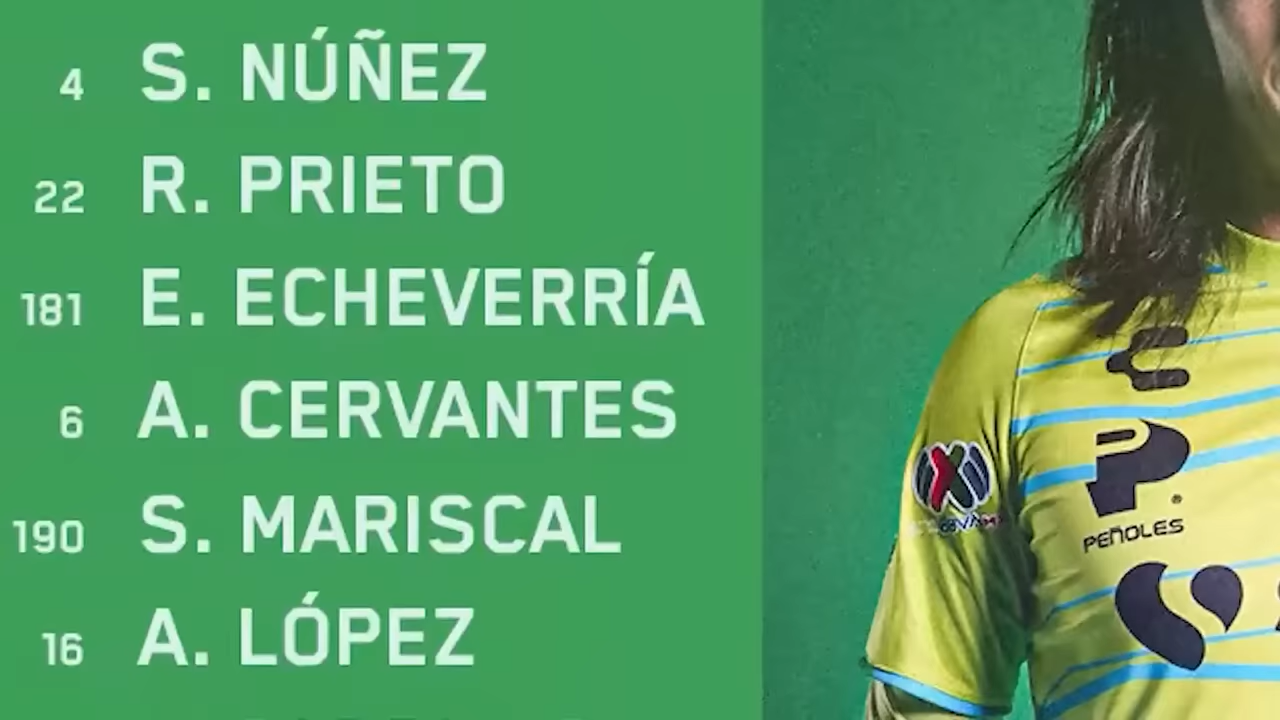 4 S. NÚÑEZ
22 R. PRIETO
181 E. ECHEVERRÍA
6 A. CERVANTES
190 S. MARISCAL
16 A. LÓPEZ
P
PEÑOLES